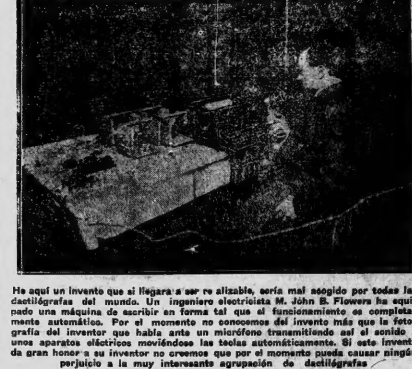 He aquí un invento que si llegara a ser re alizable, sería mal acogido por todas la
dactilógrafas del mundo. Un ingeniero electricista M. Jóhn B. Flowers ha equi
pado una máquina de escribir en forma tal que el funcionamiento es completa
mente automático. Por el momento no conocemos del invento más que la foto
grafía del inventor que habla ante un micrófono transmitiendo así el sonido
unos aparatos eléctricos moviéndose las teclas automáticamente. Si este invent
da gran honor a su inventor no creemos que por el momento pueda causar ningú
perjuicio a la muy interesante agrupación de dactilógrafas